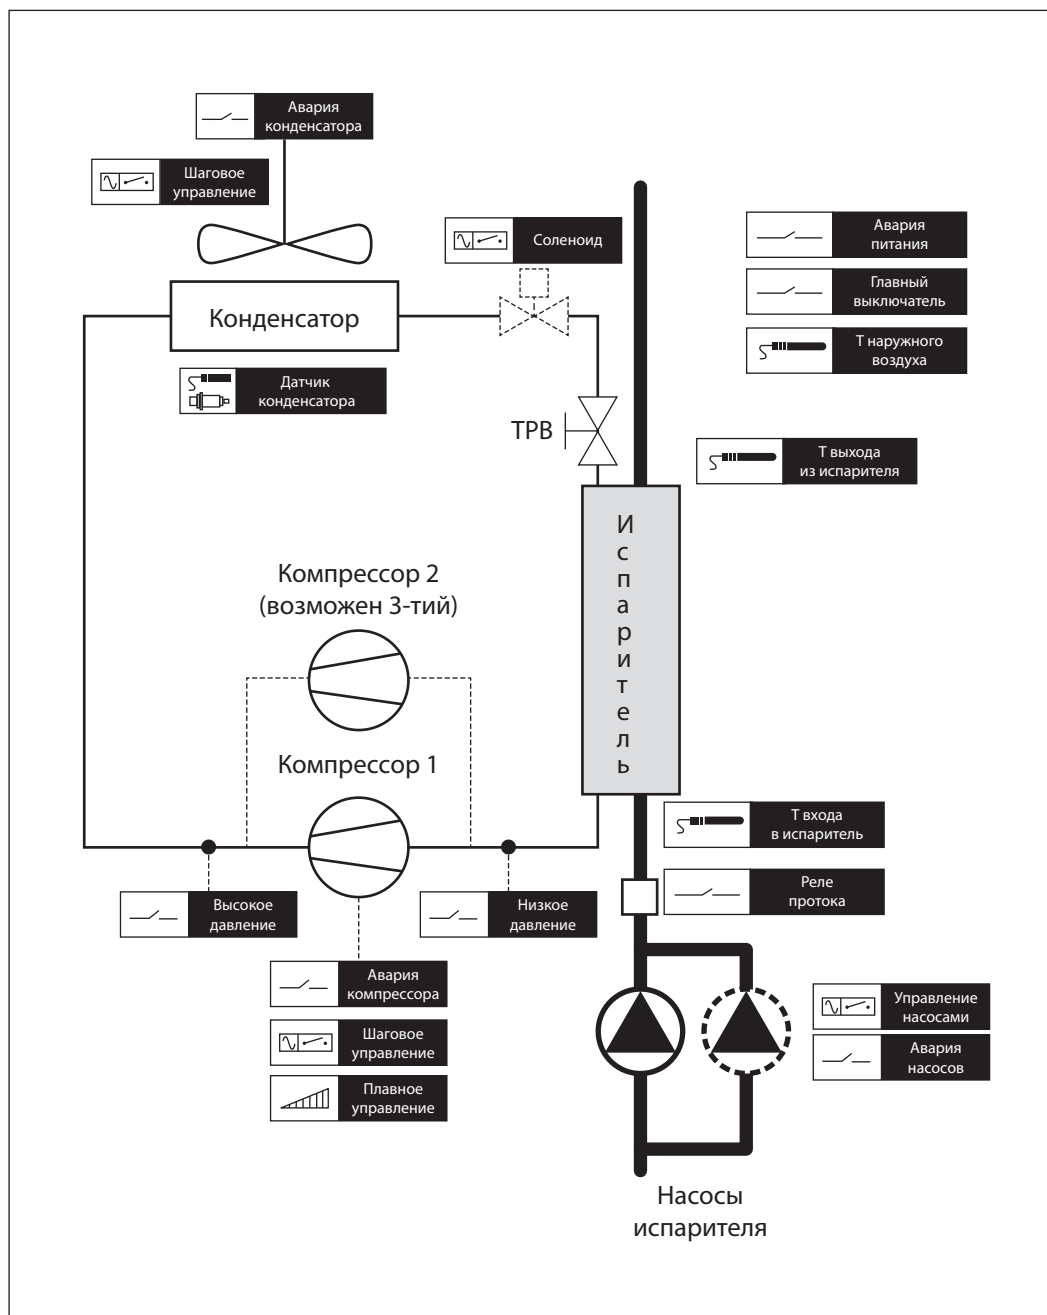 Авария
конденсатора
Шаговое
управление
Соленоид
Авария
питания
Главный
выключатель
Т наружного
воздуха
Конденсатор
Датчик
конденсатора
ТРВ
Т выхода
из испарителя
Испаритель
Компрессор 2
(возможен 3-тий)
Компрессор 1
Т входа
в испаритель
Реле
протока
Высокое
давление
Низкое
давление
Авария
компрессора
Шаговое
управление
Плавное
управление
Управление
насосами
Авария
насосов
Насосы
испарителя